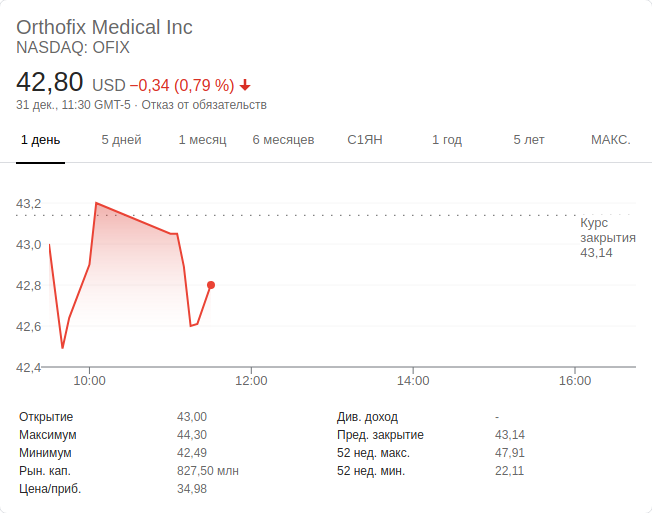 Orthofix Medical Inc
NASDAQ: OFIX
42,80 USD −0,34 (0,79 %)
31 дек., 11:30 GMT-5 · Отказ от обязательств
1 день 5 дней 1 месяц 6 месяцев С1ЯН 1 год 5 лет МАКС.
43,2
43,0
42,8
42,6
42,4
Курс
закрытия
43,14
10:00 12:00 14:00 16:00
Открытие 43,00 Див. доход -
Максимум 44,30 Пред. закрытие 43,14
Минимум 42,49 52 нед. макс. 47,91
Рын. кап. 827,50 млн 52 нед. мин. 22,11
Цена/приб. 34,98